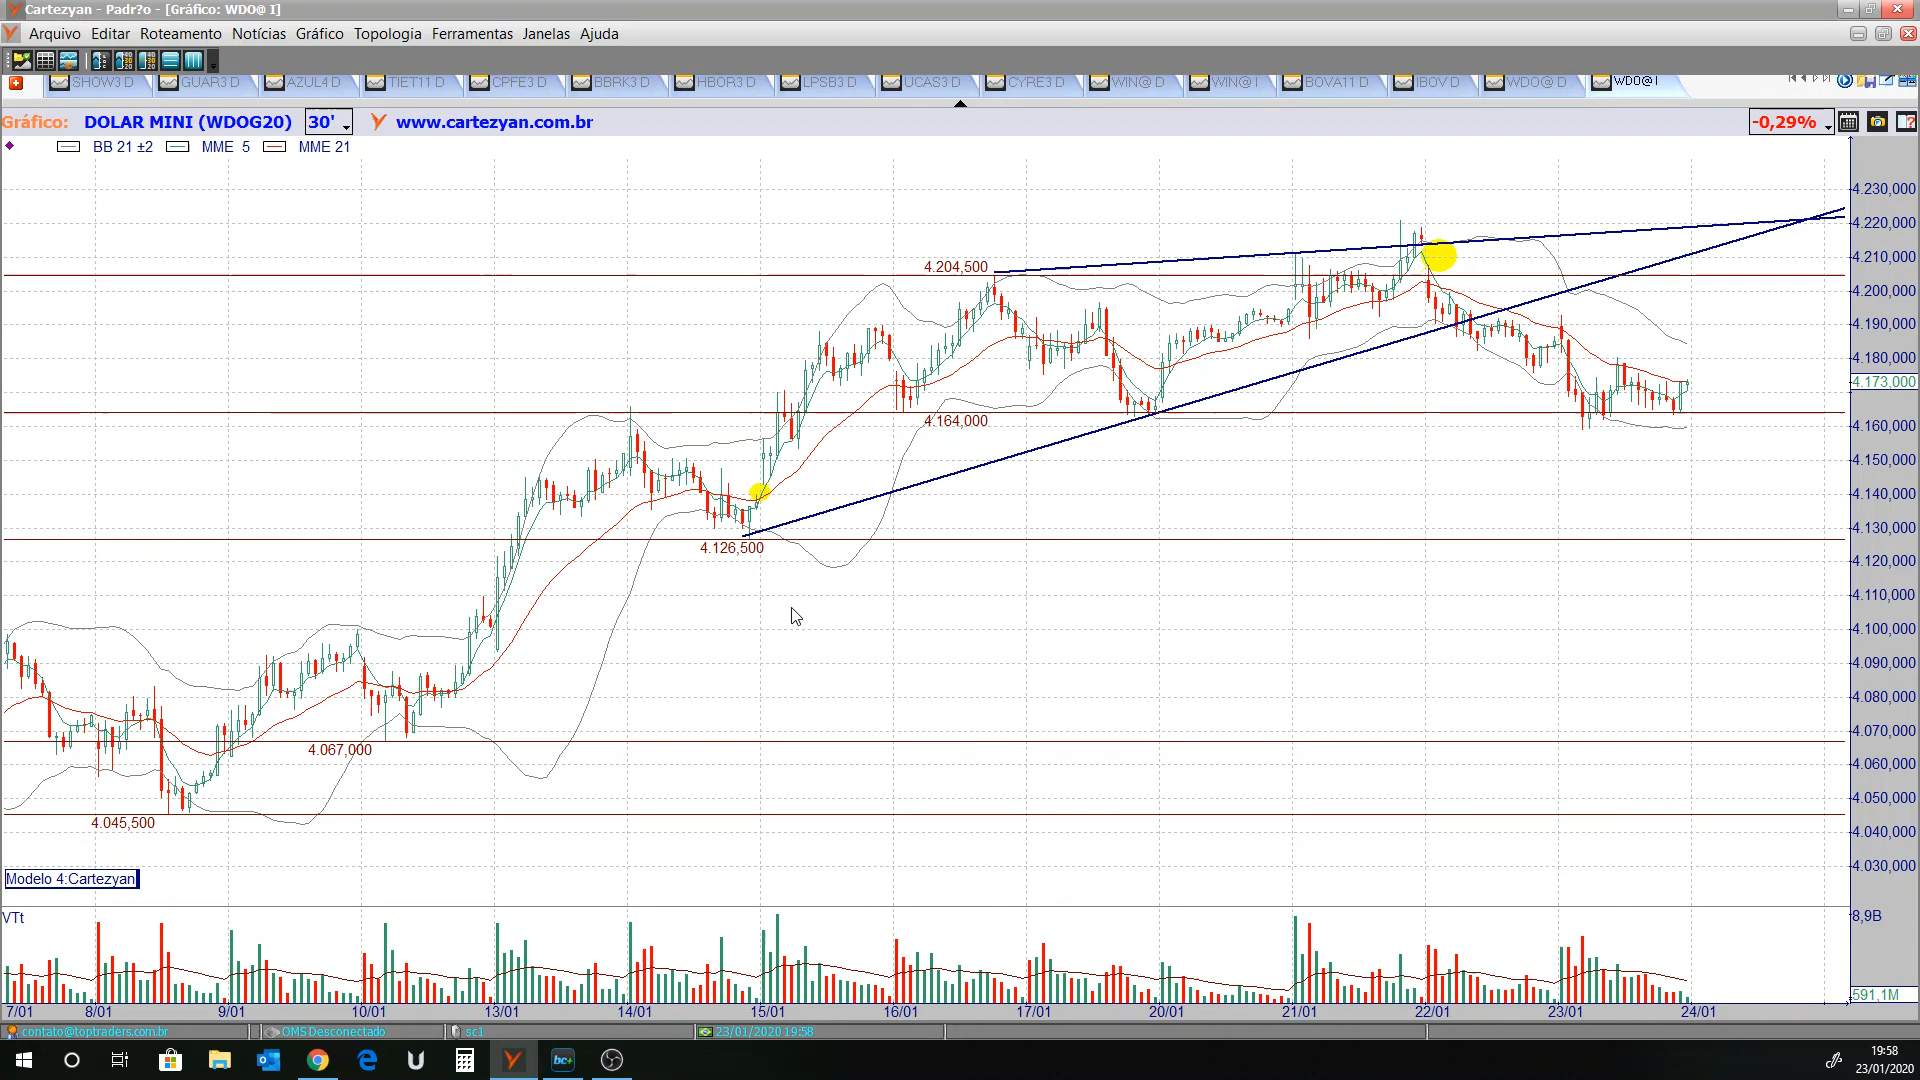 Cartezyan - Padr?o - [Gráfico: WDO@ I]
Arquivo Editar Roteamento Notícias Gráfico Topologia Ferramentas Janelas Ajuda
SHOW3 D GUAR3 D AZUL4 D TIET11 D CPFE3 D BBRK3 D HBOR3 D LPSB3 D UCAS3 D CYRE3 D WIN@ D WIN@ I BOVA11 D IBOV D WDO@ D WDO@ I
Gráfico: DOLAR MINI (WDOG20) 30' www.cartezyan.com.br -0,29%
BB 21 ±2 MME 5 MME 21
4.230,000
4.220,000
4.210,000
4.204,500
4.200,000
4.190,000
4.180,000
4.173,000
4.164,000
4.160,000
4.150,000
4.140,000
4.130,000
4.126,500
4.120,000
4.110,000
4.100,000
4.090,000
4.080,000
4.070,000
4.067,000
4.060,000
4.050,000
4.045,500
4.040,000
4.030,000
Modelo 4:Cartezyan
VTt
8,9B
591,1M
7/01 8/01 9/01 10/01 13/01 14/01 15/01 16/01 17/01 20/01 21/01 22/01 23/01 24/01
contato@toptraders.com.br OMS Desconectado sc1 23/01/2020 19:58
bc+
19:58
23/01/2020